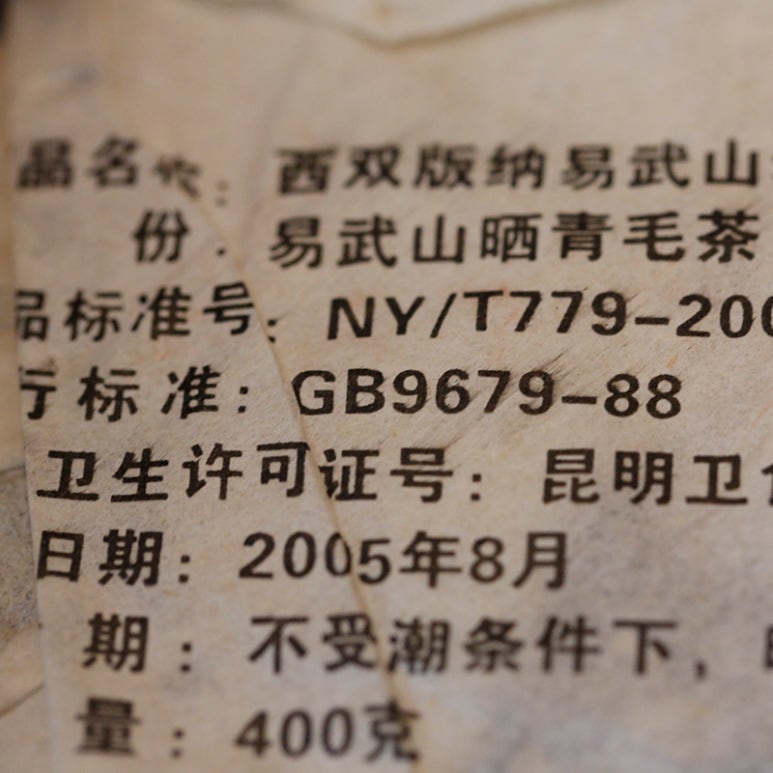 品名称: 西双版纳易武山
份: 易武山晒青毛茶
品标准号: NY/T779-200
行标准: GB9679-88
卫生许可证号: 昆明卫
日期: 2005年8月
期: 不受潮条件下,
量: 400克